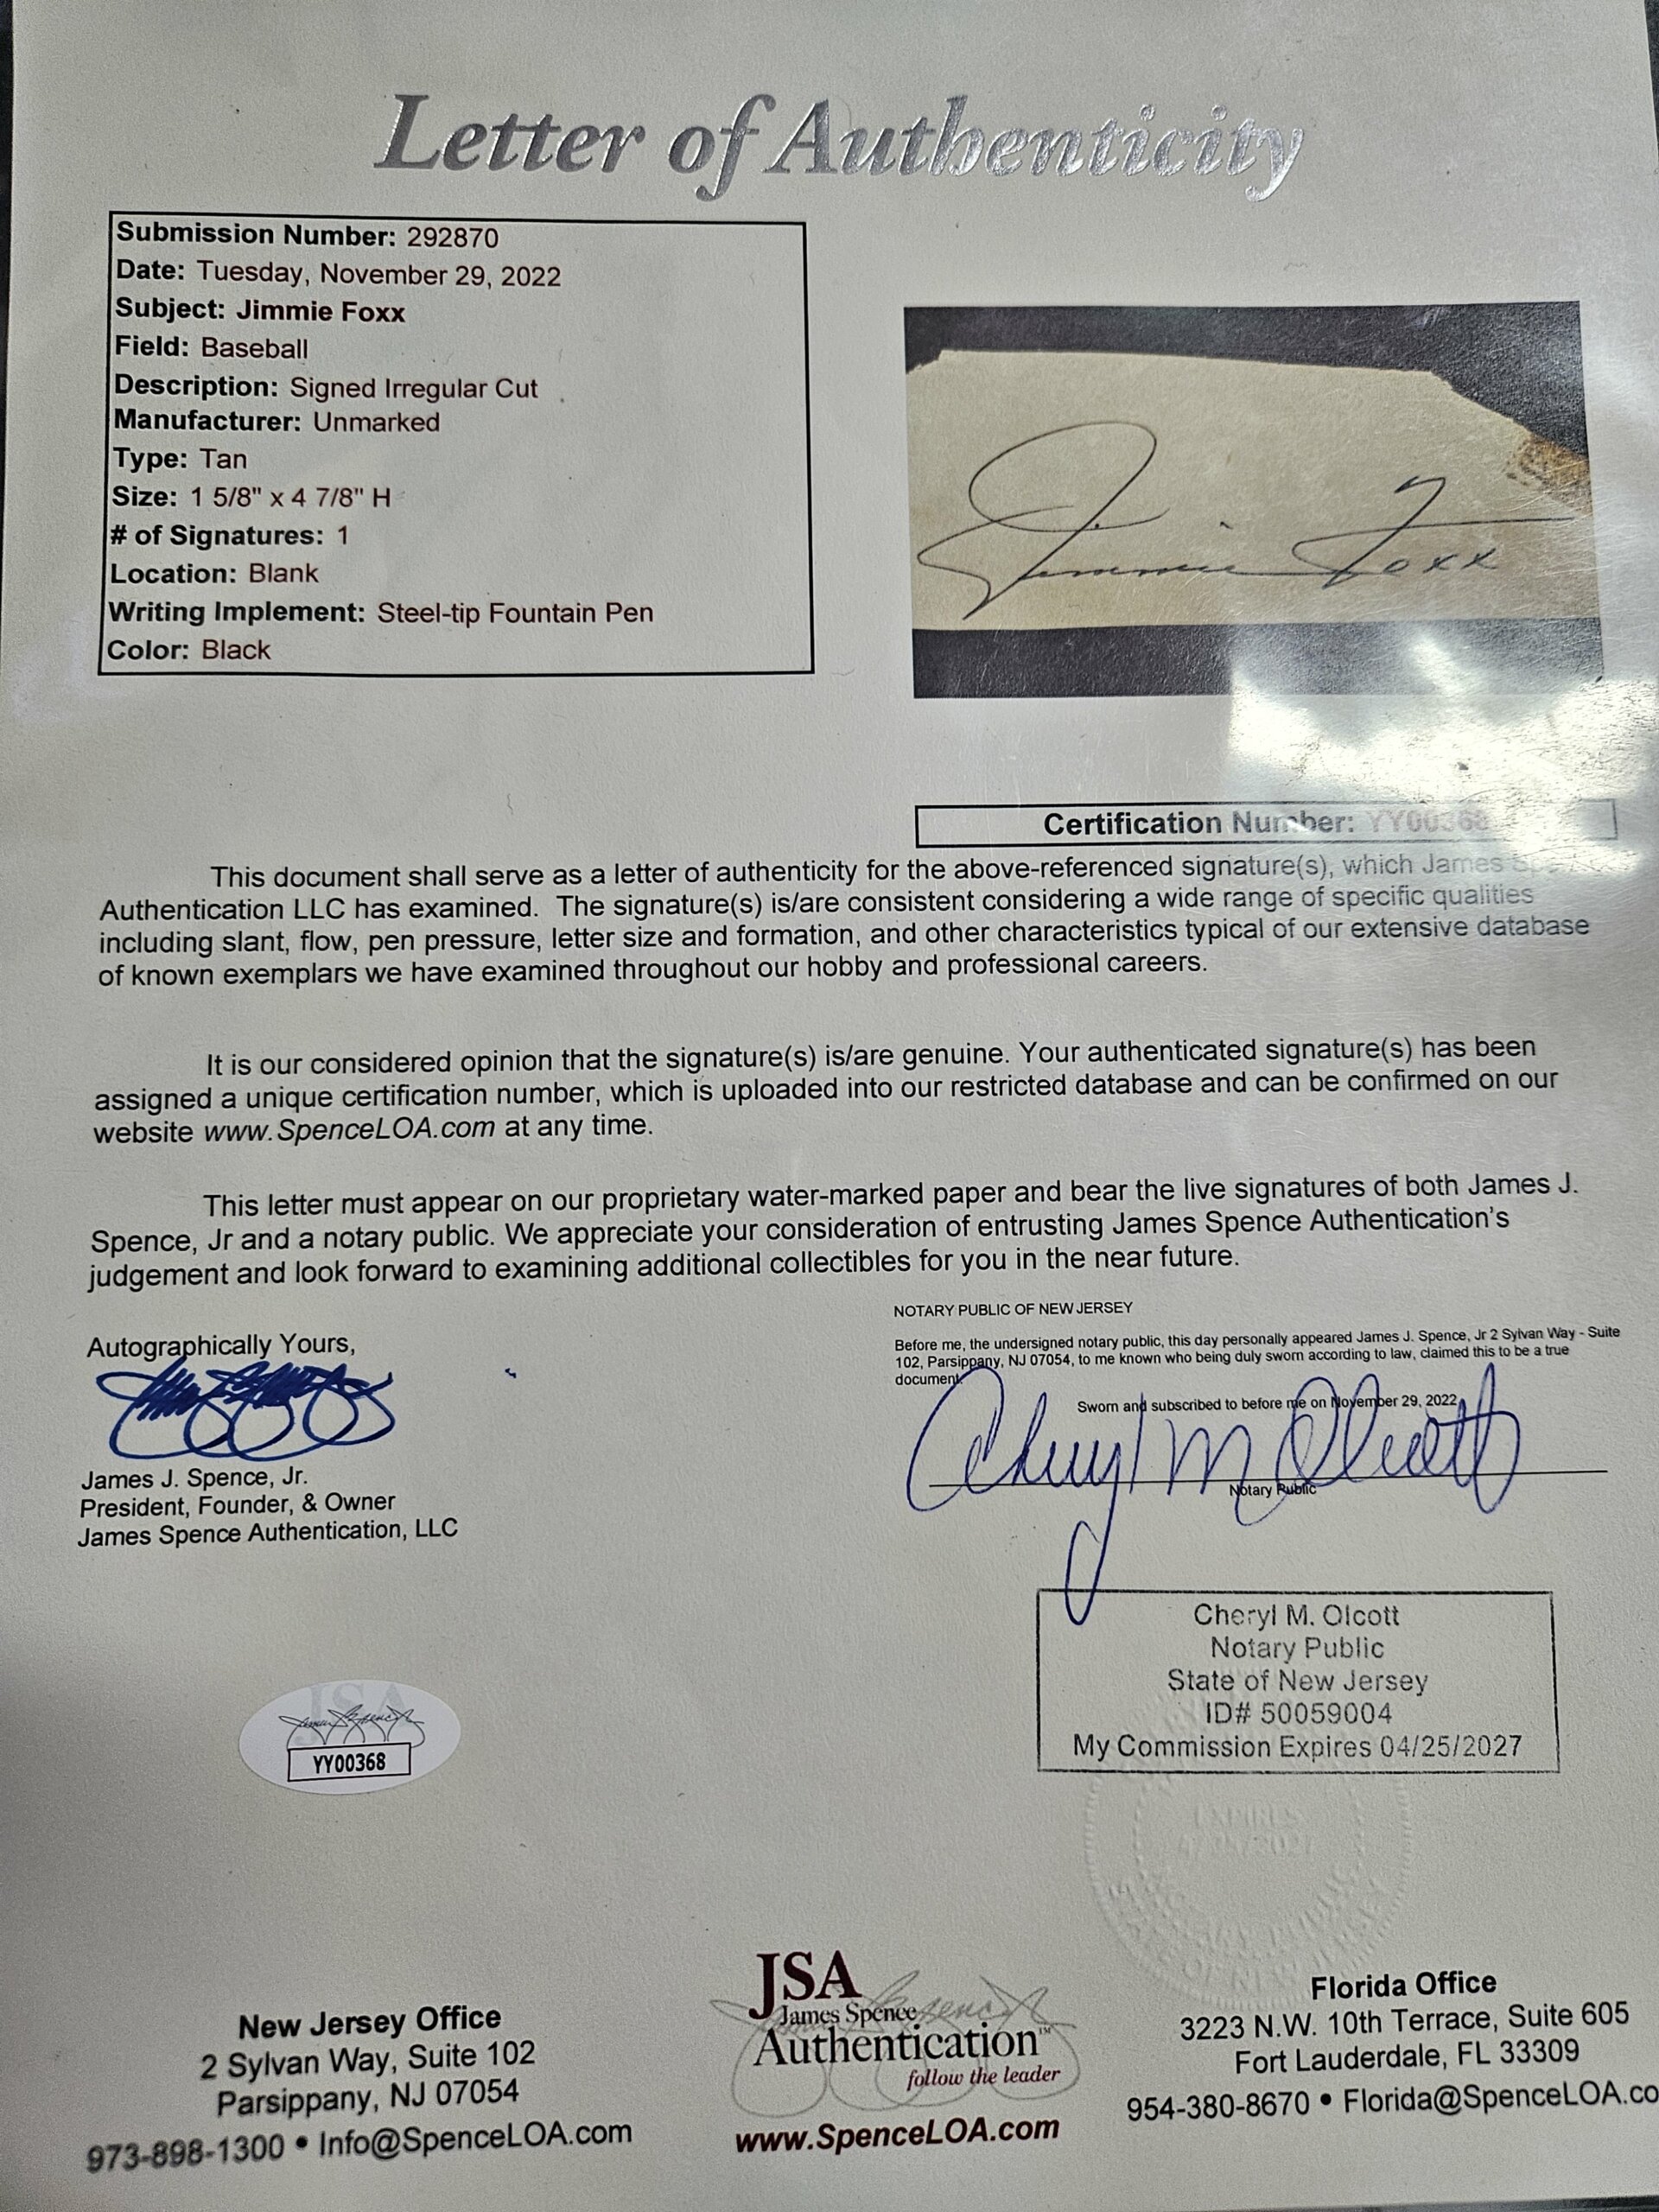 Letter of Authenticity
Submission Number: 292870
Date: Tuesday, November 29, 2022
Subject: Jimmie Foxx
Field: Baseball
Description: Signed Irregular Cut
Manufacturer: Unmarked
Type: Tan
Size: 1 5/8" x 4 7/8" H
# of Signatures: 1
Location: Blank
Writing Implement: Steel-tip Fountain Pen
Color: Black
Jimmie Foxx
Certification Number: YY00368
This document shall serve as a letter of authenticity for the above-referenced signature(s), which James
Authentication LLC has examined. The signature(s) is/are consistent considering a wide range of specific qualities
including slant, flow, pen pressure, letter size and formation, and other characteristics typical of our extensive database
of known exemplars we have examined throughout our hobby and professional careers.
It is our considered opinion that the signature(s) is/are genuine. Your authenticated signature(s) has been
assigned a unique certification number, which is uploaded into our restricted database and can be confirmed on our
website www.SpenceLOA.com at any time.
This letter must appear on our proprietary water-marked paper and bear the live signatures of both James J.
Spence, Jr and a notary public. We appreciate your consideration of entrusting James Spence Authentication's
judgement and look forward to examining additional collectibles for you in the near future.
NOTARY PUBLIC OF NEW JERSEY
Before me, the undersigned notary public, this day personally appeared James J. Spence, Jr 2 Sylvan Way - Suite
102, Parsippany, NJ 07054, to me known who being duly sworn according to law, claimed this to be a true
document.
Sworn and subscribed to before me on November 29, 2022
Cheryl M Olcott
Notary Public
Autographically Yours,
James J. Spence, Jr.
President, Founder, & Owner
James Spence Authentication, LLC
Cheryl M. Olcott
Notary Public
State of New Jersey
ID# 50059004
My Commission Expires 04/25/2027
JSA
James Spence
YY00368
EXPIRES
New Jersey Office
2 Sylvan Way, Suite 102
Parsippany, NJ 07054
973-898-1300 • Info@SpenceLOA.com
JSA
James Spence
Authentication™
follow the leader
www.SpenceLOA.com
Florida Office
3223 N.W. 10th Terrace, Suite 605
Fort Lauderdale, FL 33309
954-380-8670 • Florida@SpenceLOA.co